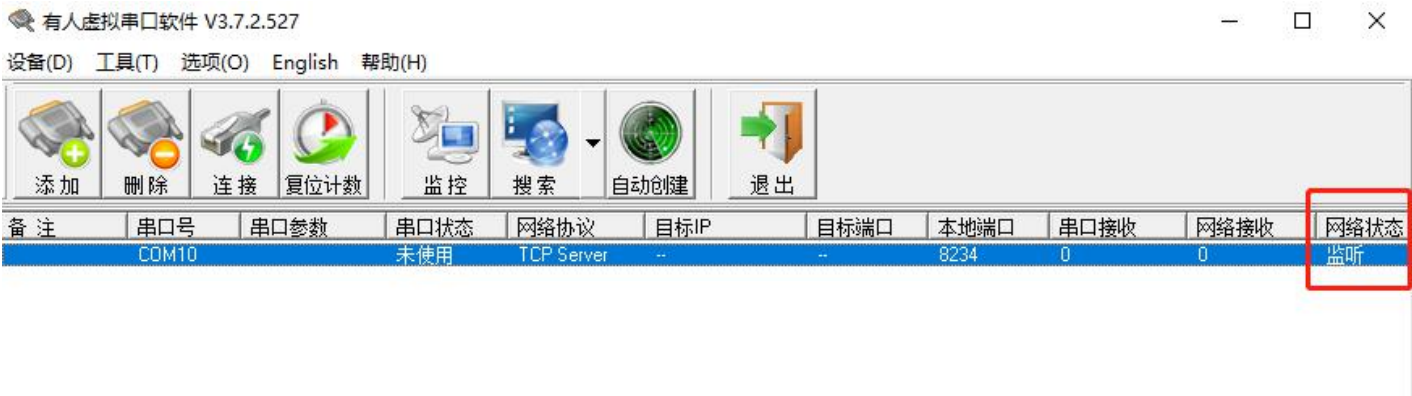 有人虚拟串口软件 V3.7.2.527
设备(D) 工具(T) 选项(O) English 帮助(H)
添加 删除 连接 复位计数 监控 搜索 自动创建 退出
备注 串口号 串口参数 串口状态 网络协议 目标IP 目标端口 本地端口 串口接收 网络接收 网络状态
COM10 未使用 TCP Server -- -- 8234 0 0 监听